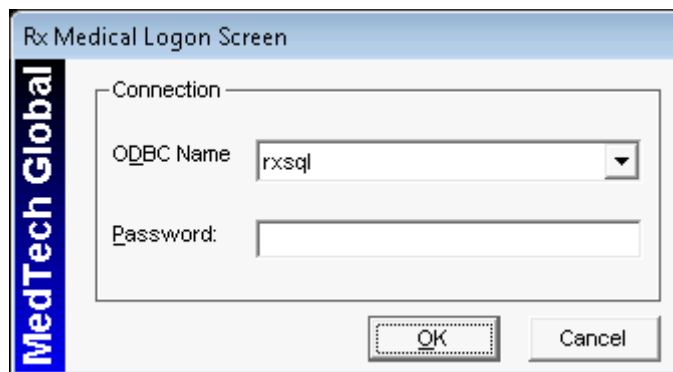 Rx Medical Logon Screen
MedTech Global
Connection
ODBC Name
rxsql
Password:
OK
Cancel